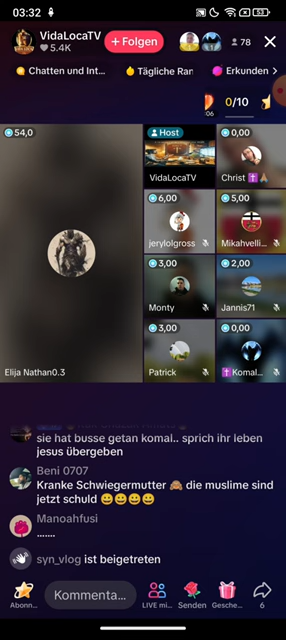 03:32
53
VidaLocaTV
5.4K
+ Folgen
78
Chatten und Int...
Tägliche Ran
Erkunden >
:06
0/10
54,0
Host
VidaLocaTV
0,00
Christ
6,00
jerylolgross
5,00
Mikahvelli...
3,00
Monty
2,00
Jannis71
3,00
Patrick
0,00
Komal...
Elija Nathan0.3
sie hat busse getan komal.. sprich ihr leben
jesus übergeben
Beni 0707
Kranke Schwiegermutter 🙈 die muslime sind
jetzt schuld 😀😀😀😀
Manoahfusi
.......
syn_vlog ist beigetreten
Abonn...
Kommenta...
LIVE mi...
Senden
Gesche...
6